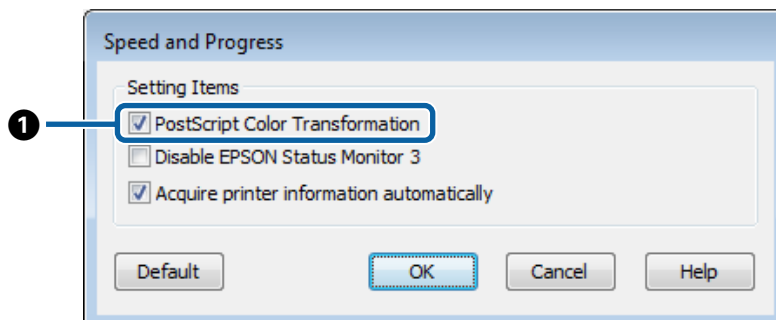 Speed and Progress
Setting Items
1
PostScript Color Transformation
Disable EPSON Status Monitor 3
Acquire printer information automatically
Default OK Cancel Help